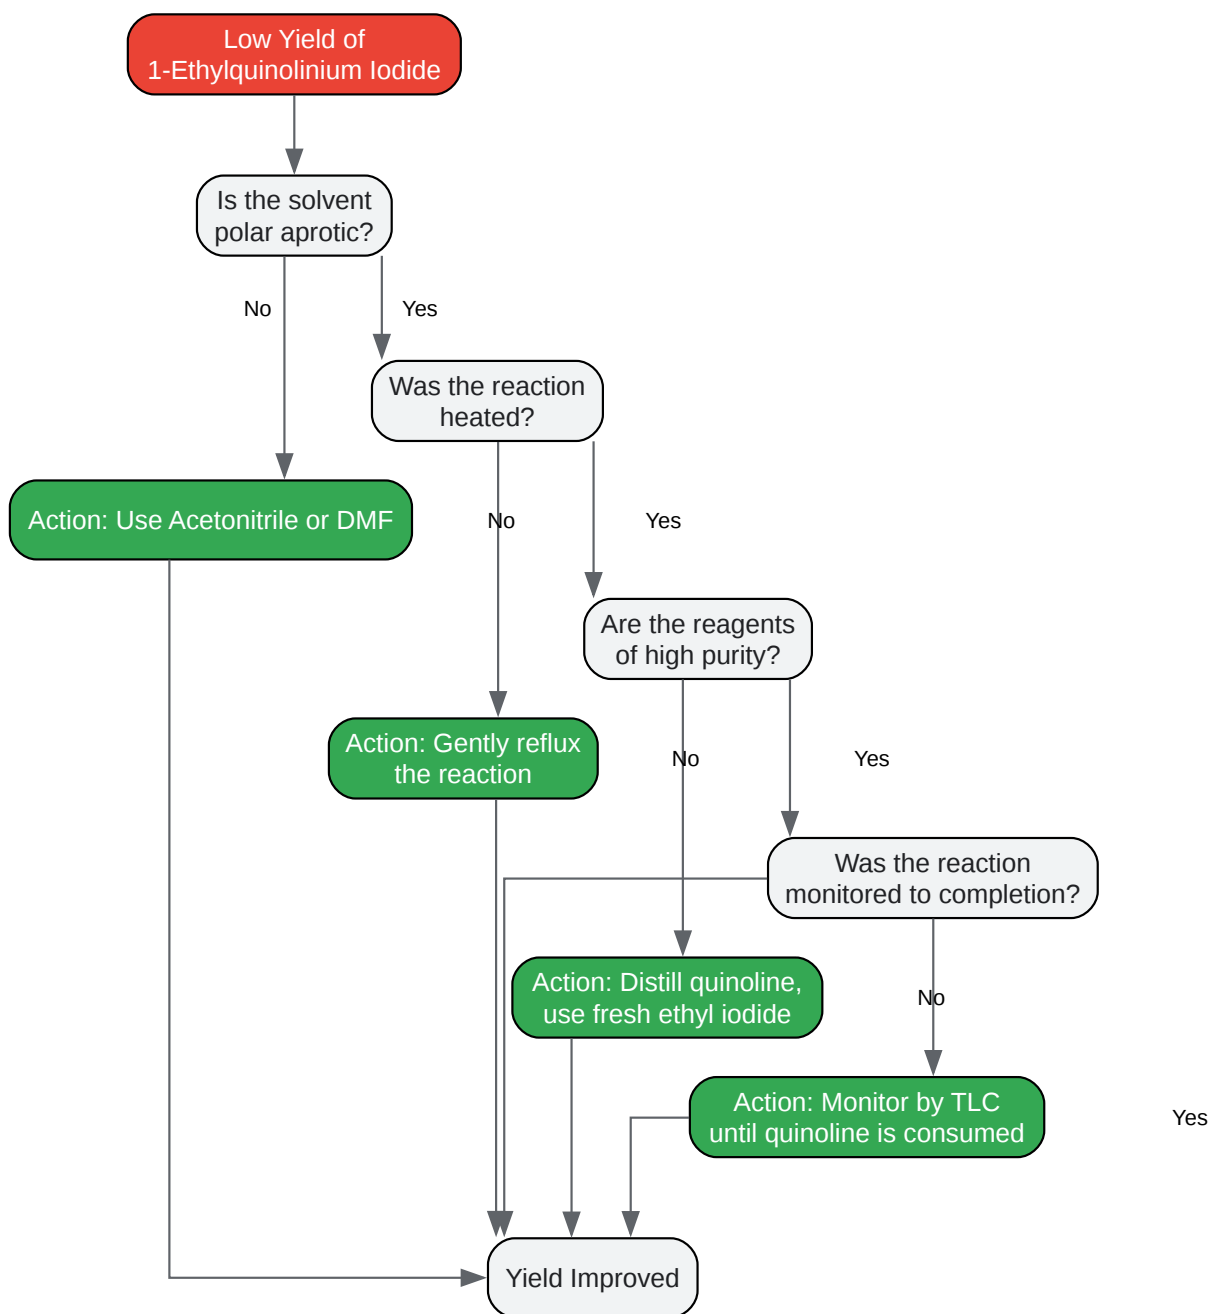 Low Yield of
1-Ethylquinolinium Iodide
Is the solvent
polar aprotic?
No
Yes
Was the reaction
heated?
Action: Use Acetonitrile or DMF
No
Yes
Are the reagents
of high purity?
Action: Gently reflux
the reaction
No
Yes
Was the reaction
monitored to completion?
Action: Distill quinoline,
use fresh ethyl iodide
No
Action: Monitor by TLC
until quinoline is consumed
Yes
Yield Improved